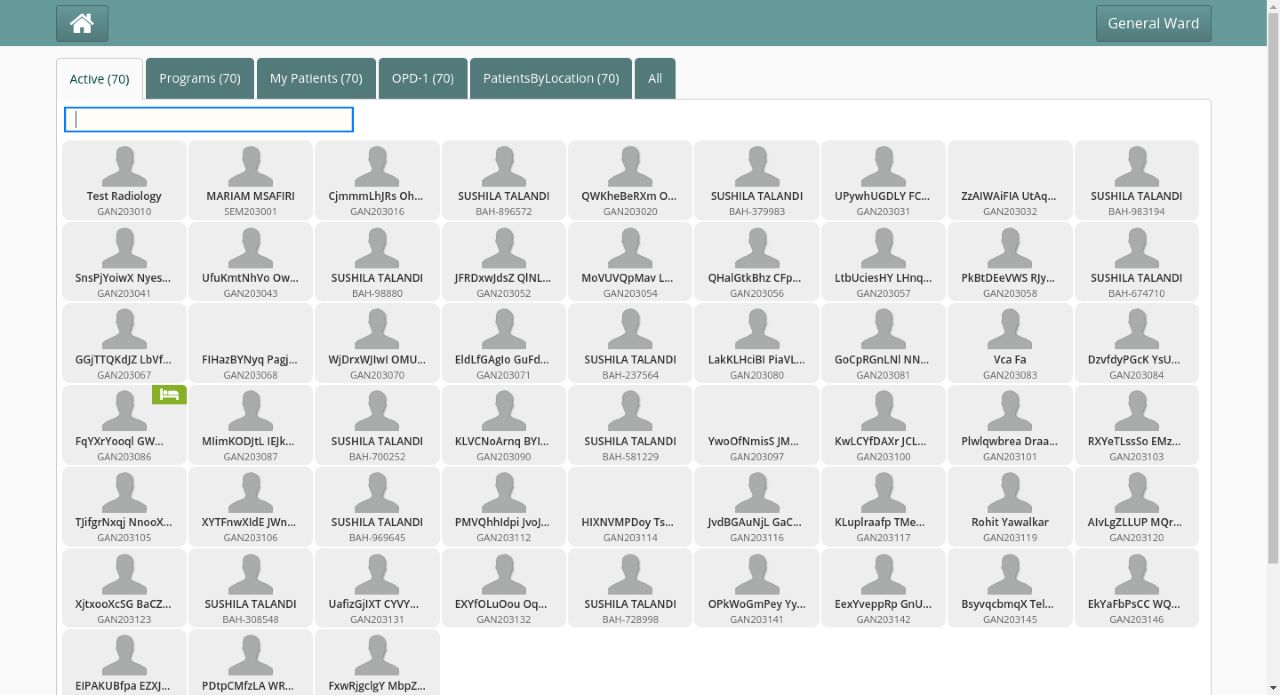 General Ward
Active (70)
Programs (70)
My Patients (70)
OPD-1 (70)
PatientsByLocation (70)
All
Test Radiology
GAN203010
MARIAM MSAFIRI
SEM203001
CjmmmLhJRs Oh...
GAN203016
SUSHILA TALANDI
BAH-896572
QWKheBeRXm O...
GAN203020
SUSHILA TALANDI
BAH-379983
UPywhUGDLY FC...
GAN203031
ZzAIWAiFIA UtAq...
GAN203032
SUSHILA TALANDI
BAH-983194
SnsPjYoiwX Nyes...
GAN203041
UfuKmtNhVo Ow...
GAN203043
SUSHILA TALANDI
BAH-98880
JFRDxwJdsZ QlNL...
GAN203052
MoVUVQpMav L...
GAN203054
QHalGtkBhz CFp...
GAN203056
LtbUciesHY LHnq...
GAN203057
PkBtDEeVWS RJy...
GAN203058
SUSHILA TALANDI
BAH-674710
GGjTTQKdJZ LbVf...
GAN203067
FIHazBYNyq Pagj...
GAN203068
WjDrxWJIwI OMU...
GAN203070
EldLfGAgIo GuFd...
GAN203071
SUSHILA TALANDI
BAH-237564
LakKLHciBI PiaVL...
GAN203080
GoCpRGnLNl NN...
GAN203081
Vca Fa
GAN203083
DzvfdyPGcK YsU...
GAN203084
FqYXrYooql GW...
GAN203086
MIimKODJtL IEJk...
GAN203087
SUSHILA TALANDI
BAH-700252
KLVCNoArnq BYI...
GAN203090
SUSHILA TALANDI
BAH-581229
YwoOfNmisS JM...
GAN203097
KwLCYfDAXr JCL...
GAN203100
Plwlqwbrea Draa...
GAN203101
RXYeTLssSo EMz...
GAN203103
TJifgrNxqj NnooX...
GAN203105
XYTFnwXIdE JWn...
GAN203106
SUSHILA TALANDI
BAH-969645
PMVQhhIdpi JvoJ...
GAN203112
HIXNVMPDoy Ts...
GAN203114
JvdBGAuNjL GaC...
GAN203116
KLuplraafp TMe...
GAN203117
Rohit Yawalkar
GAN203119
AIvLgZLLUP MQr...
GAN203120
XjtxooXcSG BaCZ...
GAN203123
SUSHILA TALANDI
BAH-308548
UafizGjIXT CYVY...
GAN203131
EXYfOLuOou Oq...
GAN203132
SUSHILA TALANDI
BAH-728998
OPkWoGmPey Yy...
GAN203141
EexYveppRp GnU...
GAN203142
BsyvqcbmqX Tel...
GAN203145
EkYaFbPsCC WQ...
GAN203146
EIPAKUBfpa EZXJ...
PDtpCMfzLA WR...
FxwRjgclgY MbpZ...